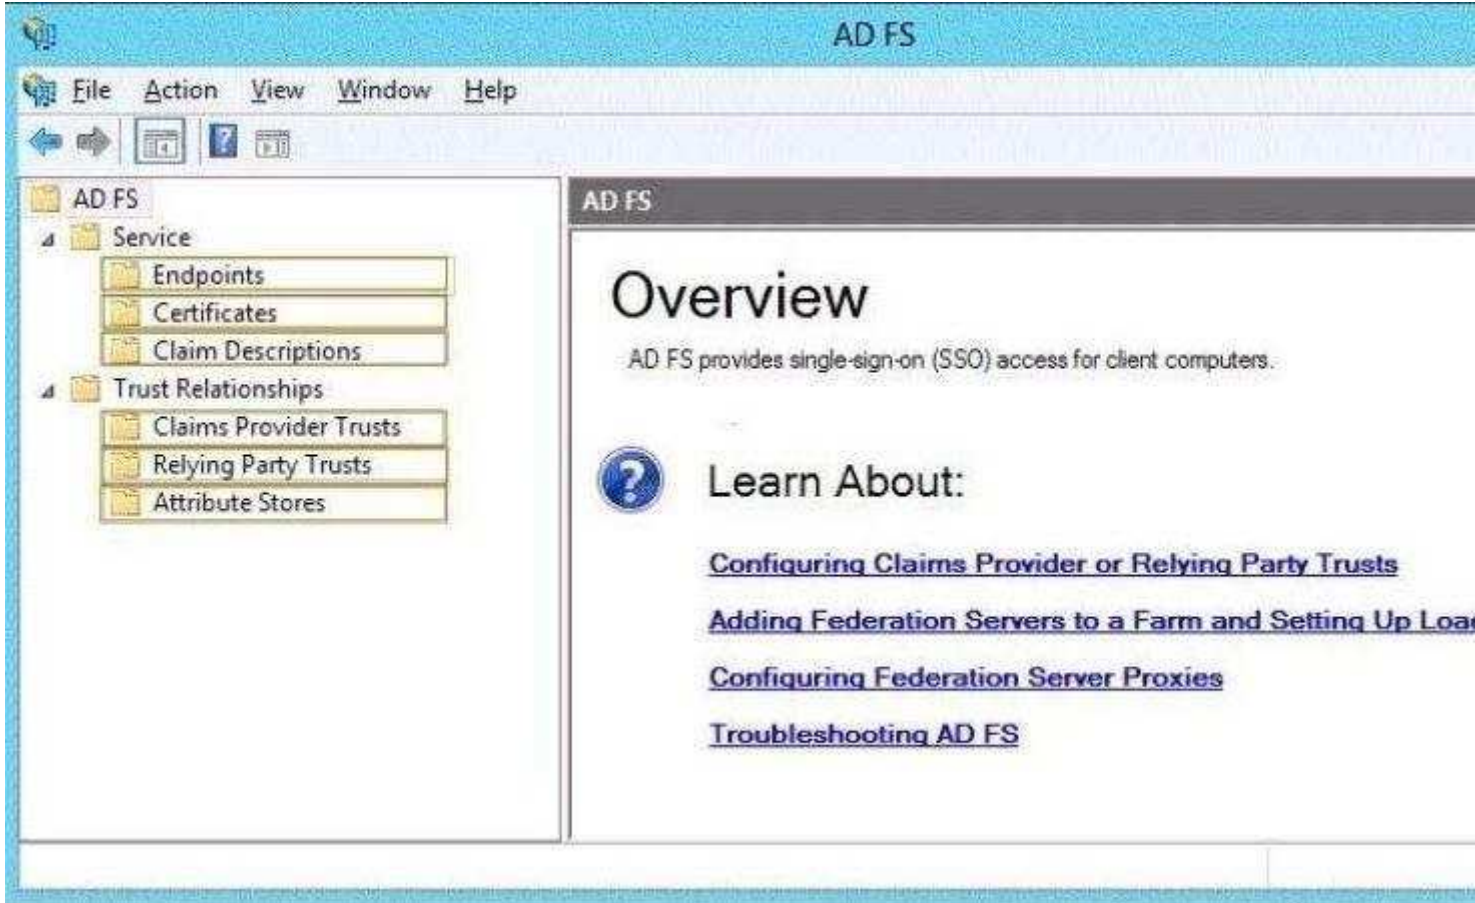 AD FS
File Action View Window Help
AD FS
Service
Endpoints
Certificates
Claim Descriptions
Trust Relationships
Claims Provider Trusts
Relying Party Trusts
Attribute Stores
AD FS
Overview
AD FS provides single-sign-on (SSO) access for client computers.
Learn About:
Configuring Claims Provider or Relying Party Trusts
Adding Federation Servers to a Farm and Setting Up Loa
Configuring Federation Server Proxies
Troubleshooting AD FS